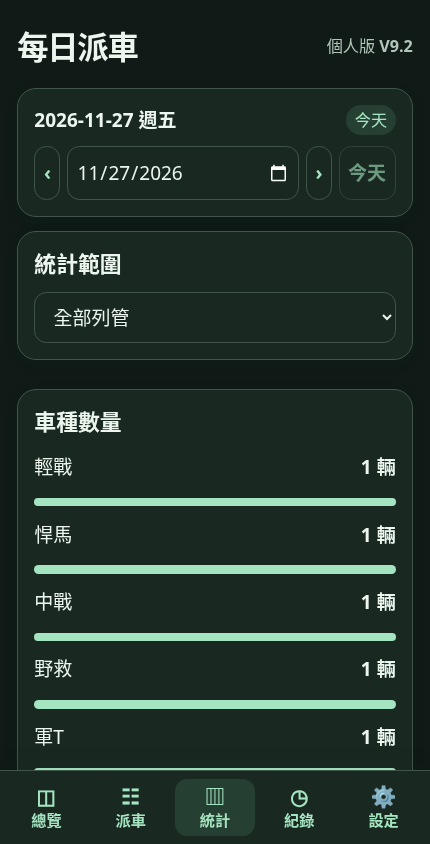 每日派車
個人版 V9.2
2026-11-27 週五
今天
‹ 11/27/2026 › 今天
統計範圍
全部列管
車種數量
輕戰 1 輛
悍馬 1 輛
中戰 1 輛
野救 1 輛
軍T 1 輛
總覽 派車 統計 紀錄 設定